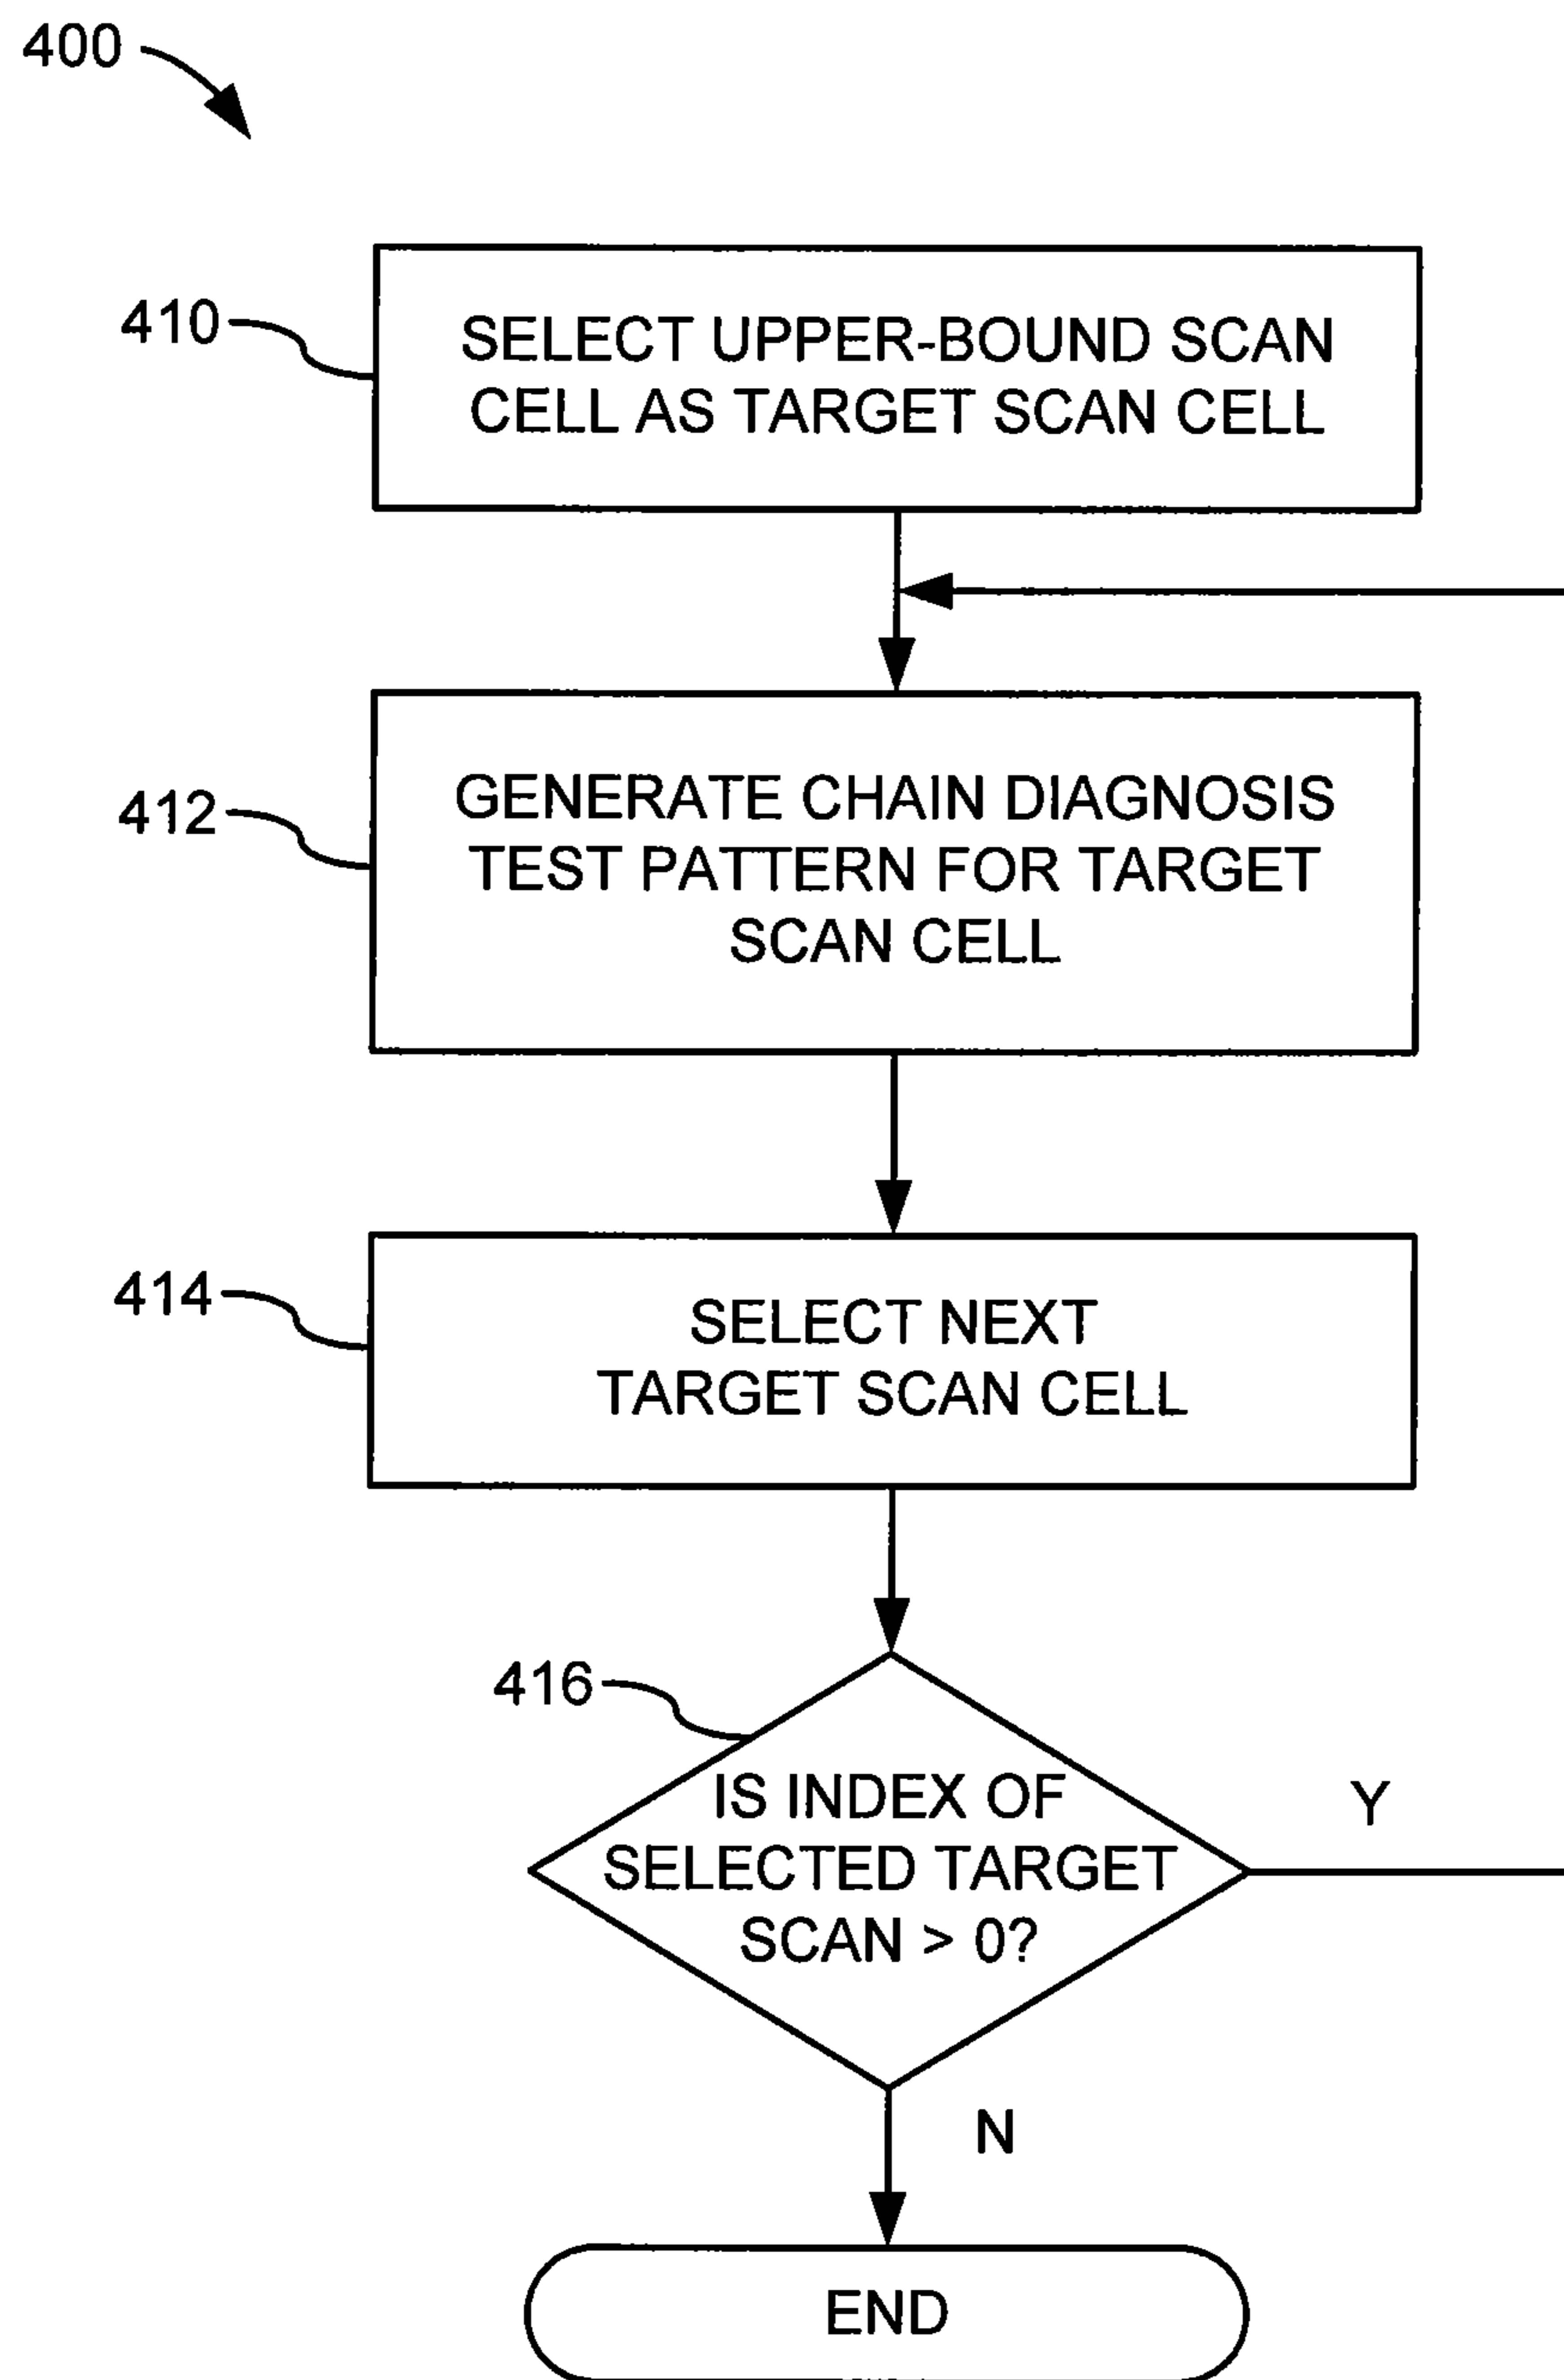 400
410
SELECT UPPER-BOUND SCAN
CELL AS TARGET SCAN CELL
412
GENERATE CHAIN DIAGNOSIS
TEST PATTERN FOR TARGET
SCAN CELL
414
SELECT NEXT
TARGET SCAN CELL
416
IS INDEX OF
SELECTED TARGET
SCAN > 0?
Y
N
END